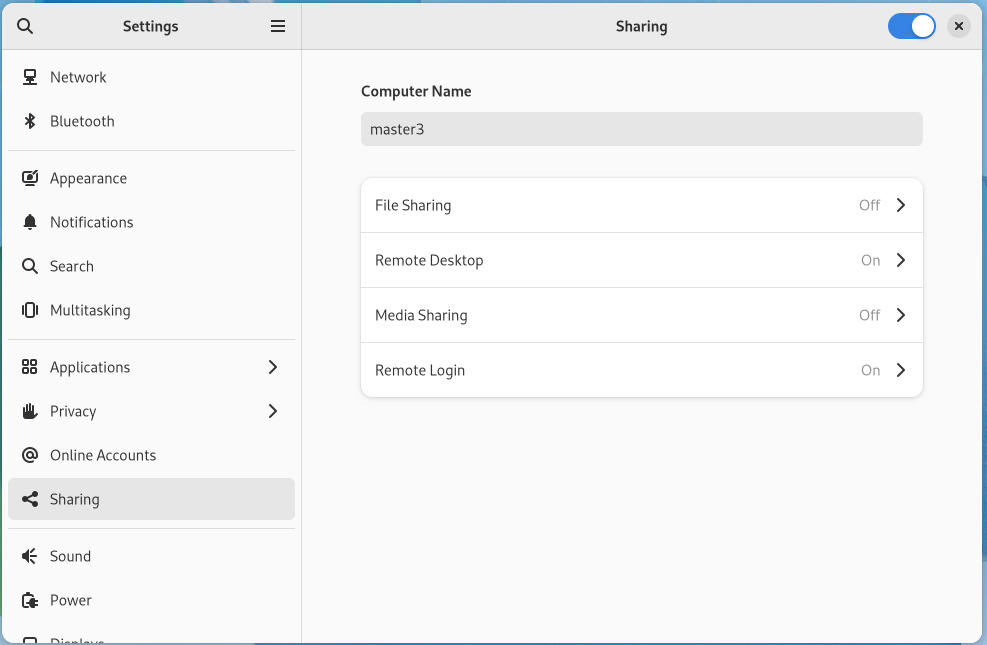 Settings
Sharing
Network
Bluetooth
Appearance
Notifications
Search
Multitasking
Applications
Privacy
Online Accounts
Sharing
Sound
Power
Displays
Computer Name
master3
File Sharing Off
Remote Desktop On
Media Sharing Off
Remote Login On